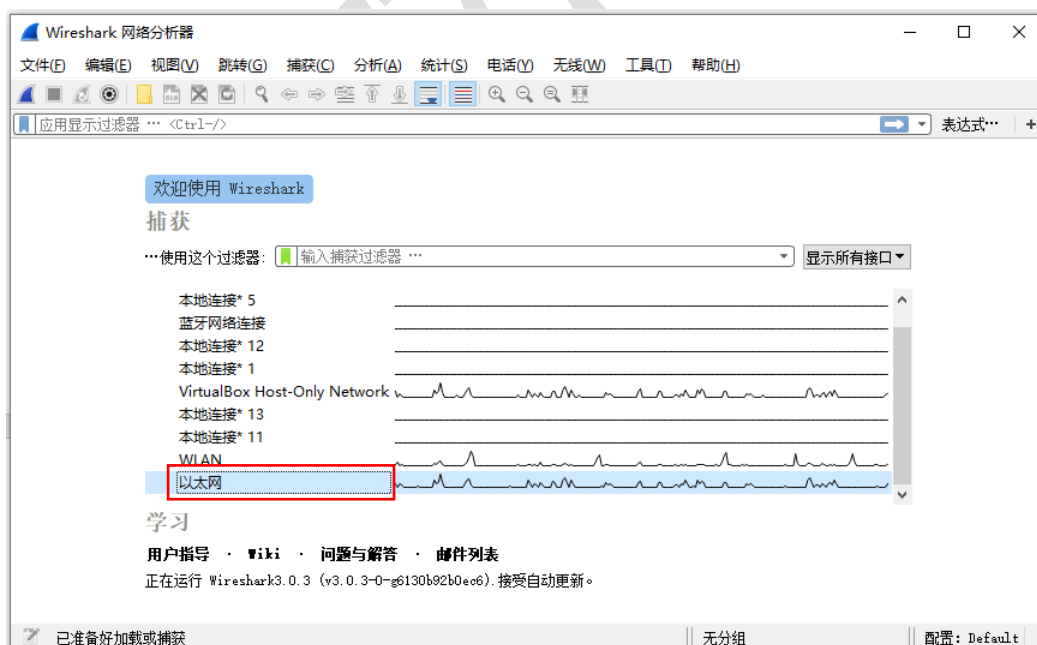 Wireshark 网络分析器
文件(F) 编辑(E) 视图(V) 跳转(G) 捕获(C) 分析(A) 统计(S) 电话(Y) 无线(W) 工具(T) 帮助(H)
应用显示过滤器 … <Ctrl-/> 表达式… +
欢迎使用 Wireshark
捕获
…使用这个过滤器: 输入捕获过滤器 … 显示所有接口
本地连接* 5
蓝牙网络连接
本地连接* 12
本地连接* 1
VirtualBox Host-Only Network
本地连接* 13
本地连接* 11
WLAN
以太网
学习
用户指导 · Wiki · 问题与解答 · 邮件列表
正在运行 Wireshark3.0.3 (v3.0.3-0-g6130b92b0ec6).接受自动更新。
已准备好加载或捕获 无分组 配置: Default